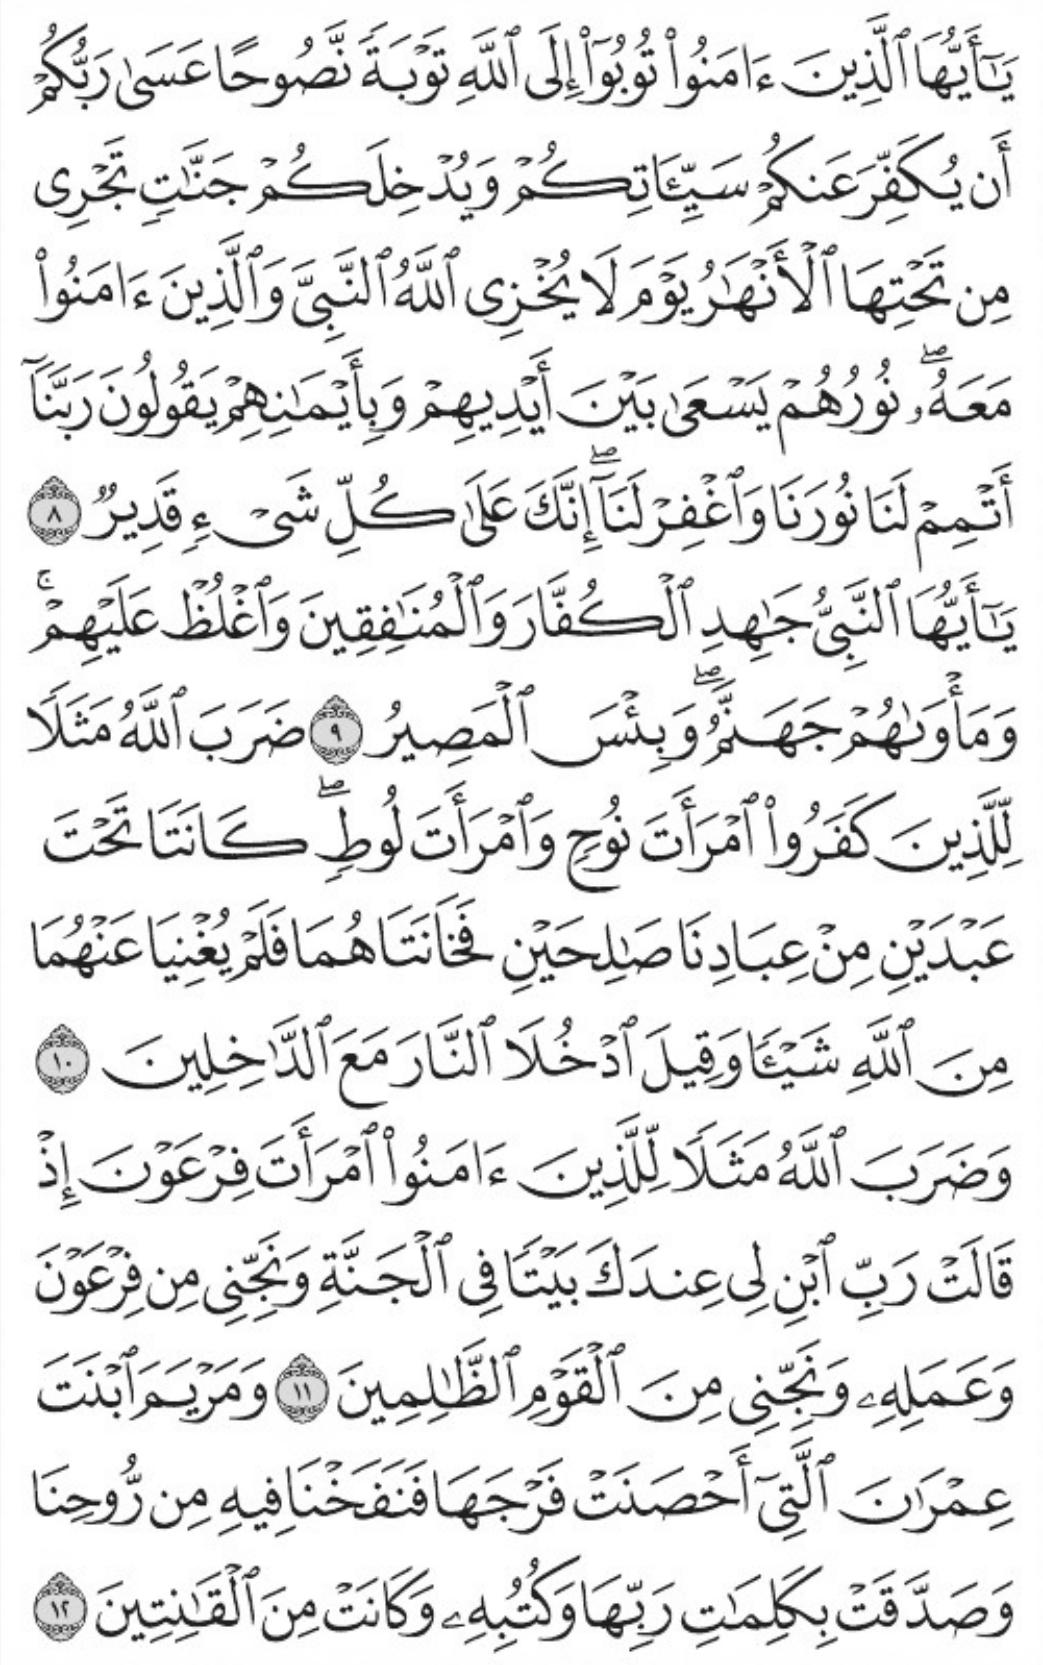 يَـٰٓأَيُّهَا ٱلَّذِينَ ءَامَنُوا۟ تُوبُوٓا۟ إِلَى ٱللَّهِ تَوْبَةً نَّصُوحًا عَسَىٰ رَبُّكُمْ
أَن يُكَفِّرَ عَنكُمْ سَيِّـَٔاتِكُمْ وَيُدْخِلَكُمْ جَنَّـٰتٍ تَجْرِى
مِن تَحْتِهَا ٱلْأَنْهَـٰرُ يَوْمَ لَا يُخْزِى ٱللَّهُ ٱلنَّبِىَّ وَٱلَّذِينَ ءَامَنُوا۟
مَعَهُۥ ۖ نُورُهُمْ يَسْعَىٰ بَيْنَ أَيْدِيهِمْ وَبِأَيْمَـٰنِهِمْ يَقُولُونَ رَبَّنَآ
أَتْمِمْ لَنَا نُورَنَا وَٱغْفِرْ لَنَآ ۖ إِنَّكَ عَلَىٰ كُلِّ شَىْءٍ قَدِيرٌ ٨
يَـٰٓأَيُّهَا ٱلنَّبِىُّ جَـٰهِدِ ٱلْكُفَّارَ وَٱلْمُنَـٰفِقِينَ وَٱغْلُظْ عَلَيْهِمْ ۚ
وَمَأْوَىٰهُمْ جَهَنَّمُ ۖ وَبِئْسَ ٱلْمَصِيرُ ٩ ضَرَبَ ٱللَّهُ مَثَلًا
لِّلَّذِينَ كَفَرُوا۟ ٱمْرَأَتَ نُوحٍ وَٱمْرَأَتَ لُوطٍ ۖ كَانَتَا تَحْتَ
عَبْدَيْنِ مِنْ عِبَادِنَا صَـٰلِحَيْنِ فَخَانَتَاهُمَا فَلَمْ يُغْنِيَا عَنْهُمَا
مِنَ ٱللَّهِ شَيْـًٔا وَقِيلَ ٱدْخُلَا ٱلنَّارَ مَعَ ٱلدَّٰخِلِينَ ١٠
وَضَرَبَ ٱللَّهُ مَثَلًا لِّلَّذِينَ ءَامَنُوا۟ ٱمْرَأَتَ فِرْعَوْنَ إِذْ
قَالَتْ رَبِّ ٱبْنِ لِى عِندَكَ بَيْتًا فِى ٱلْجَنَّةِ وَنَجِّنِى مِن فِرْعَوْنَ
وَعَمَلِهِۦ وَنَجِّنِى مِنَ ٱلْقَوْمِ ٱلظَّـٰلِمِينَ ١١ وَمَرْيَمَ ٱبْنَتَ
عِمْرَٰنَ ٱلَّتِىٓ أَحْصَنَتْ فَرْجَهَا فَنَفَخْنَا فِيهِ مِن رُّوحِنَا
وَصَدَّقَتْ بِكَلِمَـٰتِ رَبِّهَا وَكُتُبِهِۦ وَكَانَتْ مِنَ ٱلْقَـٰنِتِينَ ١٢